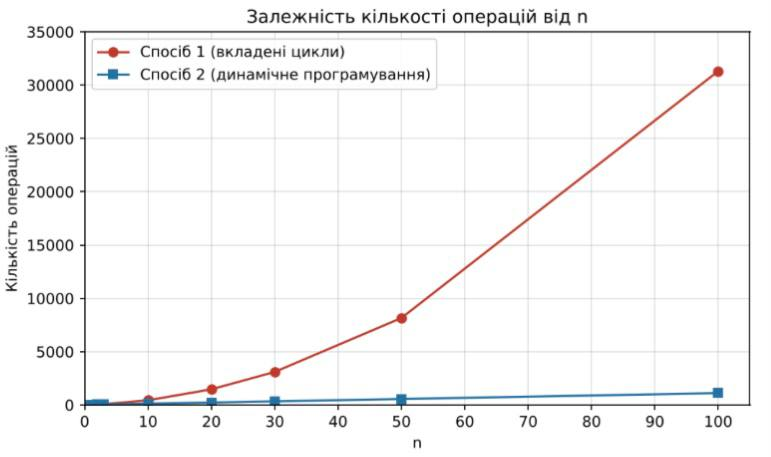 Залежність кількості операцій від n
Спосіб 1 (вкладені цикли)
Спосіб 2 (динамічне програмування)
Кількість операцій
35000
30000
25000
20000
15000
10000
5000
0
0 10 20 30 40 50 60 70 80 90 100
n